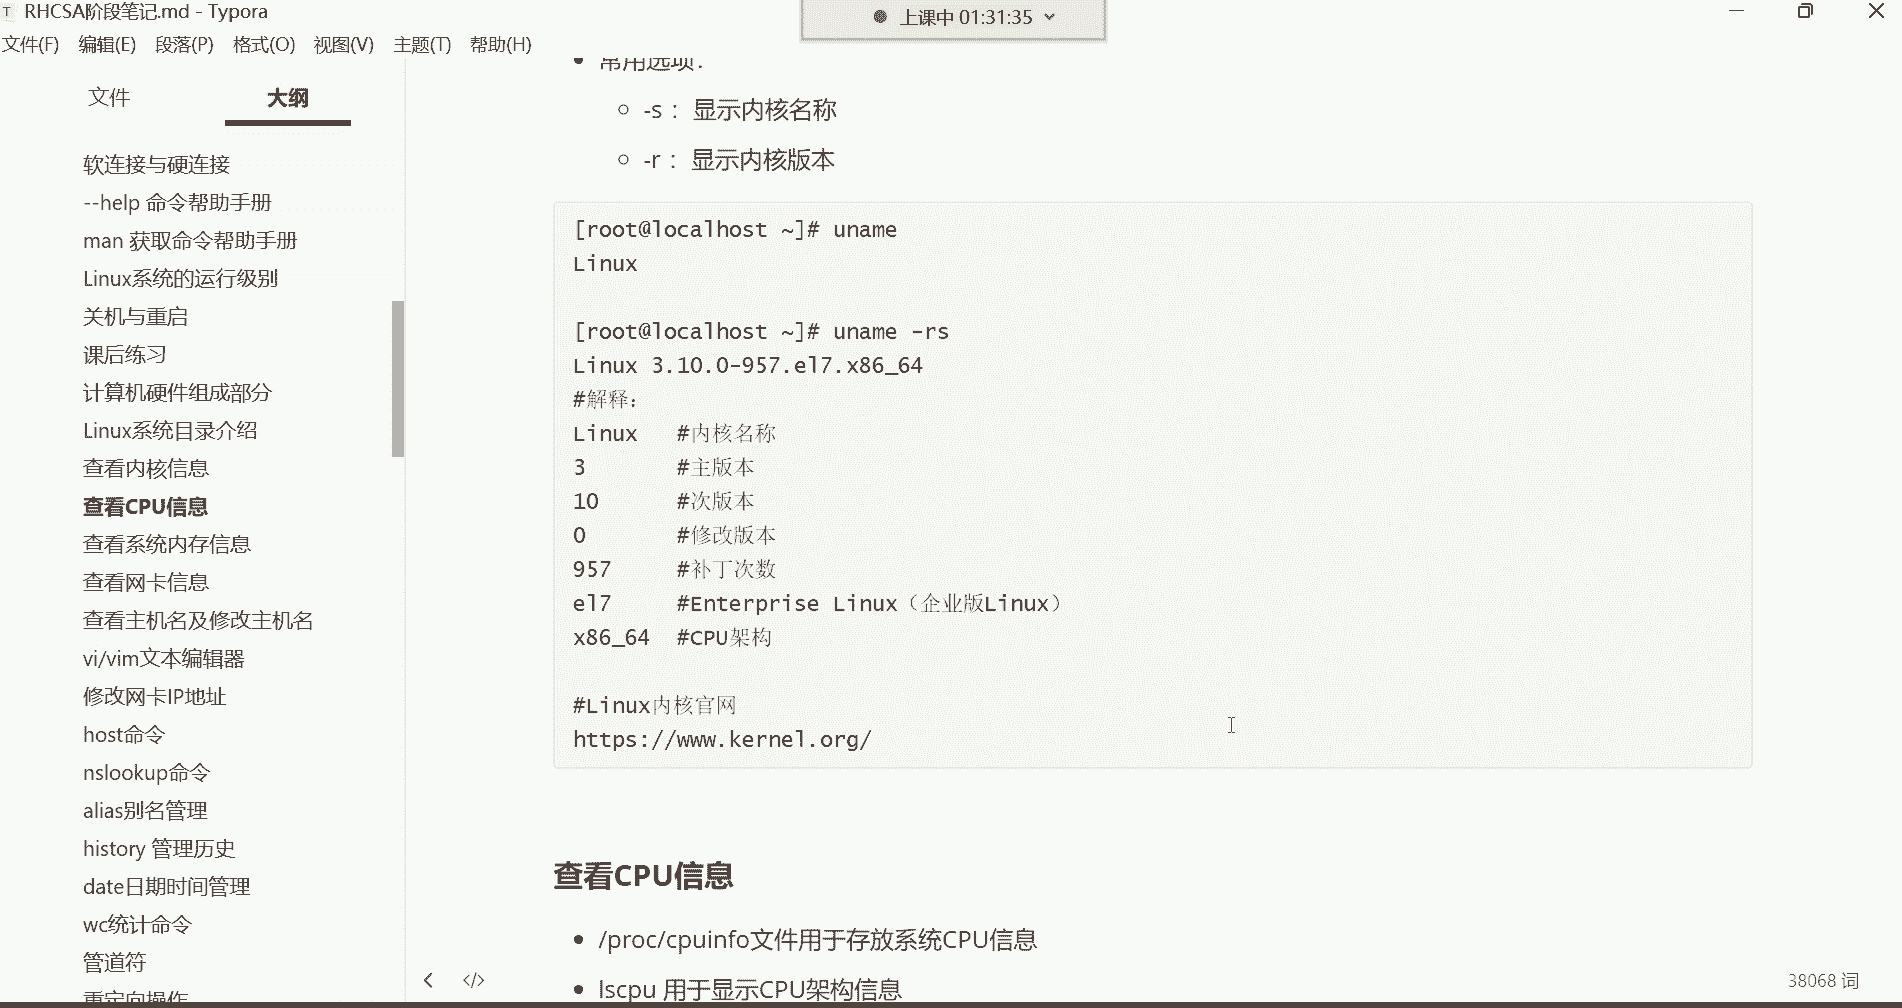 RHCSA阶段笔记.md - Typora
上课中 01:31:35
文件(F) 编辑(E) 段落(P) 格式(O) 视图(V) 主题(T) 帮助(H)
文件 大纲
软连接与硬连接
--help 命令帮助手册
man 获取命令帮助手册
Linux系统的运行级别
关机与重启
课后练习
计算机硬件组成部分
Linux系统目录介绍
查看内核信息
查看CPU信息
查看系统内存信息
查看网卡信息
查看主机名及修改主机名
vi/vim文本编辑器
修改网卡IP地址
host命令
nslookup命令
alias别名管理
history 管理历史
date日期时间管理
wc统计命令
管道符
重定向操作
常用选项：
-s： 显示内核名称
-r： 显示内核版本
[root@localhost ~]# uname
Linux
[root@localhost ~]# uname -rs
Linux 3.10.0-957.el7.x86_64
#解释：
Linux #内核名称
3 #主版本
10 #次版本
0 #修改版本
957 #补丁次数
el7 #Enterprise Linux（企业版Linux）
x86_64 #CPU架构
#Linux内核官网
https://www.kernel.org/
查看CPU信息
/proc/cpuinfo文件用于存放系统CPU信息
lscpu 用于显示CPU架构信息
38068 词